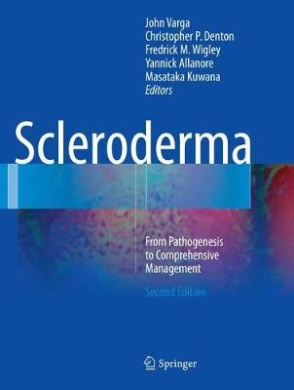 John Varga
Christopher P. Denton
Fredrick M. Wigley
Yannick Allanore
Masataka Kuwana
Editors
Scleroderma
From Pathogenesis
to Comprehensive
Management
Second Edition
Springer